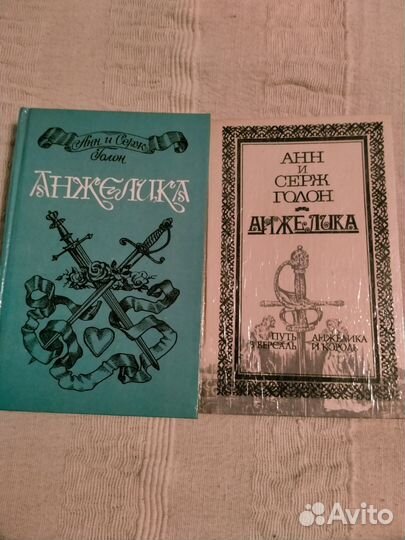 Анн и Серж
Голон
АНЖЕЛИКА
АНН
И
СЕРЖ
ГОЛОН
АНЖЕЛИКА
ПУТЬ
В ВЕРСАЛЬ
АНЖЕЛИКА
И КОРОЛЬ
Avito